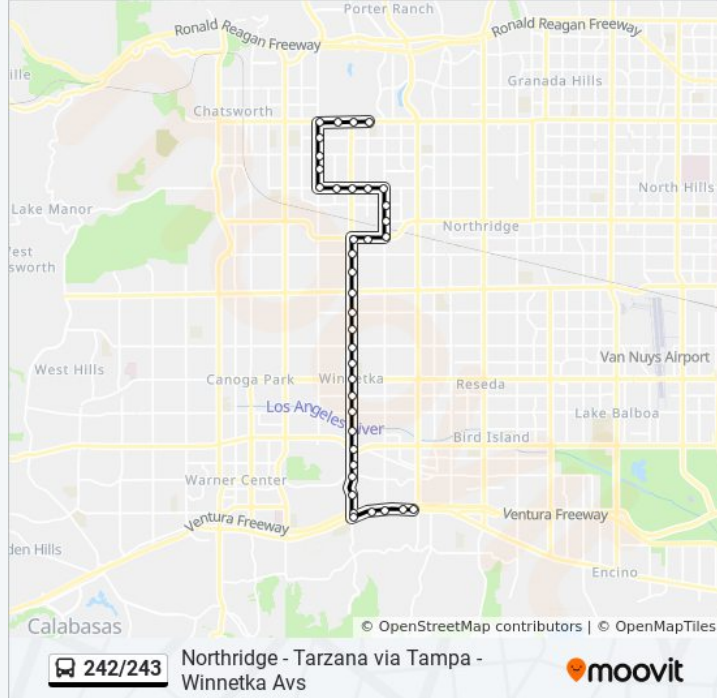 Porter Ranch
Ronald Reagan Freeway
Ronald Reagan Freeway
ville
Granada Hills
Chatsworth
North Hills
Lake Manor
Northridge
West
sworth
Van Nuys Airport
West Hills
Canoga Park
Winnetka
Reseda
Los Angeles River
Lake Balboa
Bird Island
Warner Center
Ventura Freeway
Ventura Freeway
den Hills
Encino
Calabasas
© OpenStreetMap contributors | © OpenMapTiles
242/243
Northridge - Tarzana via Tampa -
Winnetka Avs
moovit